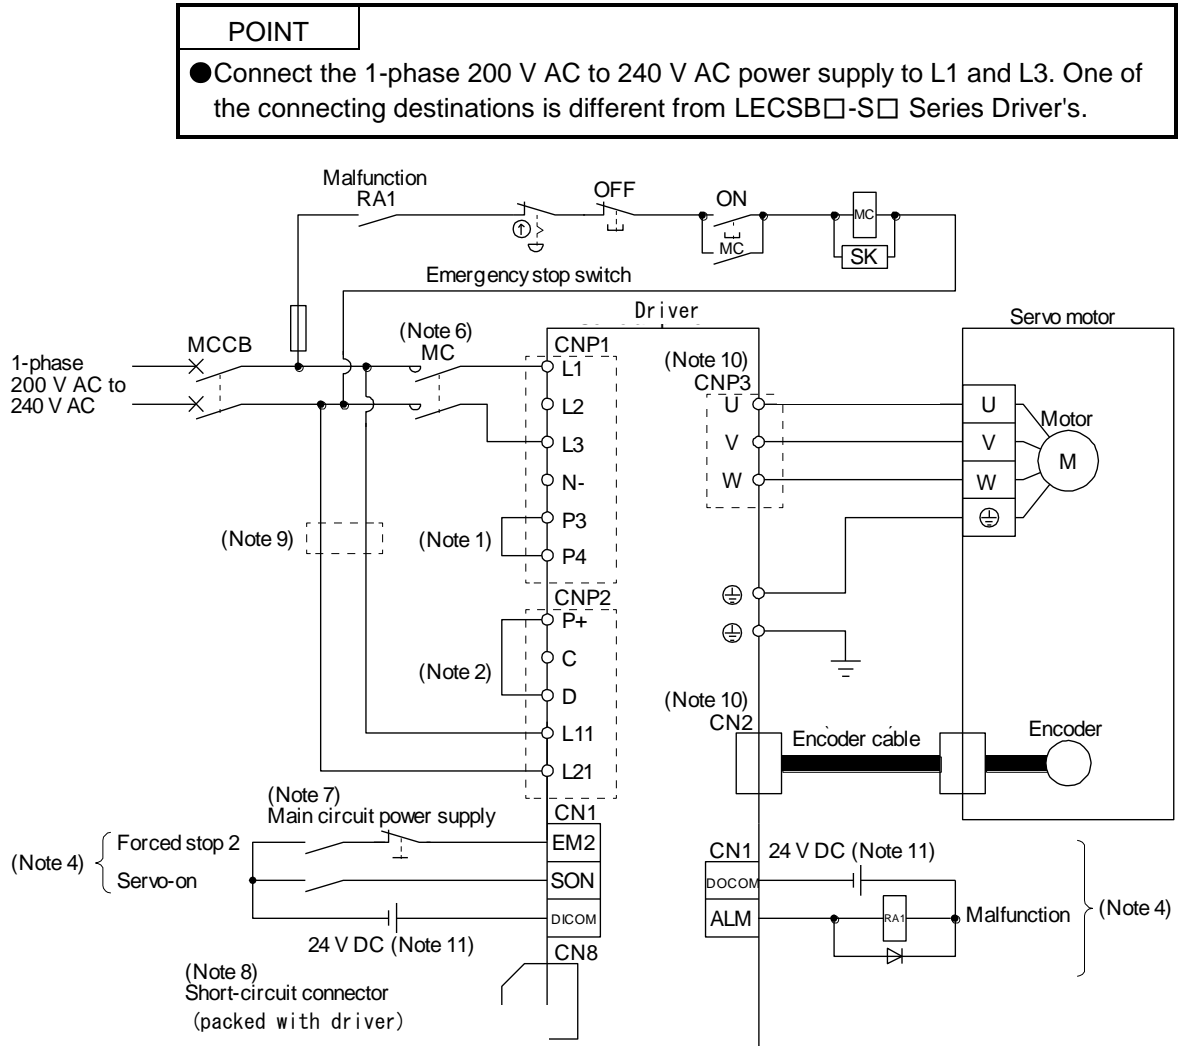 POINT
●Connect the 1-phase 200 V AC to 240 V AC power supply to L1 and L3. One of
the connecting destinations is different from LECSB□-S□ Series Driver's.
Malfunction
RA1
OFF
ON
MC
MC
SK
Emergency stop switch
Driver
Servo motor
1-phase
200 V AC to
240 V AC
MCCB
(Note 6)
MC
CNP1
L1
L2
L3
N-
P3
P4
(Note 1)
(Note 9)
CNP2
P+
C
D
L11
L21
(Note 2)
(Note 10)
CNP3
U
V
W
U
V
W
Motor
M
(Note 10)
CN2
Encoder cable
Encoder
(Note 7)
Main circuit power supply
(Note 4)
Forced stop 2
Servo-on
CN1
EM2
SON
DICOM
24 V DC (Note 11)
CN8
(Note 8)
Short-circuit connector
(packed with driver)
CN1
24 V DC (Note 11)
DOCOM
ALM
RA1
Malfunction
(Note 4)